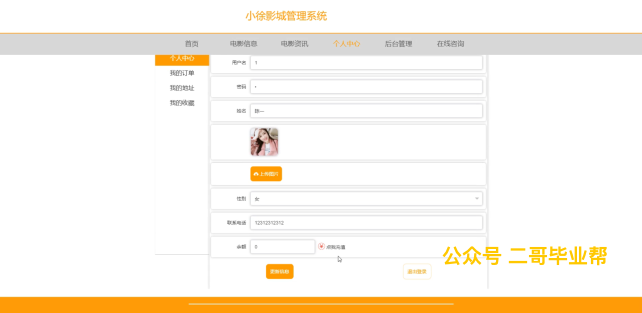 小徐影城管理系统
首页 电影信息 电影资讯 个人中心 后台管理 在线咨询
个人中心
我的订单
我的地址
我的收藏
用户名 1
密码
姓名
上传图片
性别 女
联系电话 12312312312
余额 0 点我充值
更新信息 退出登录
公众号 二哥毕业帮